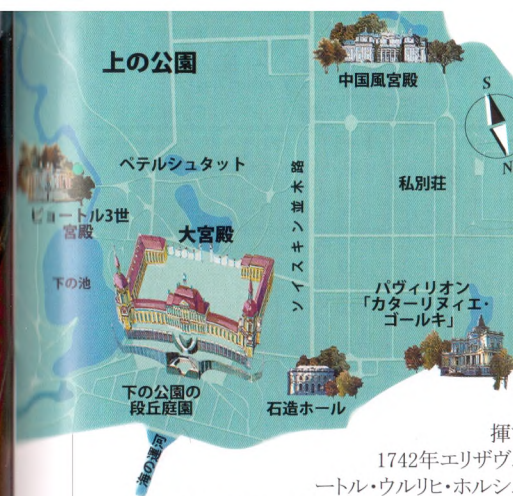 上の公園
中国風宮殿
S
N
ペテルシュタット
私別荘
ピョートル3世
宮殿
大宮殿
ソイスキン並木路
下の池
パヴィリオン
「カターリヌィエ・
ゴールキ」
下の公園の
段丘庭園
石造ホール
海の運河
揮
1742年エリザヴ
ートル・ウルリヒ・ホルシ